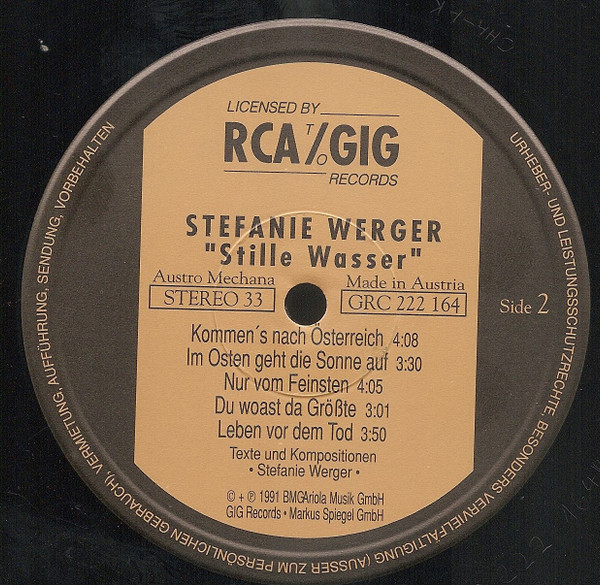 LICENSED BY
RCA TO GIG
RECORDS
STEFANIE WERGER
"Stille Wasser"
Austro Mechana
STEREO 33
Made in Austria
GRC 222 164
Side 2
Kommen´s nach Österreich 4:08
Im Osten geht die Sonne auf 3:30
Nur vom Feinsten 4:05
Du woast da Größte 3:01
Leben vor dem Tod 3:50
Texte und Kompositionen
• Stefanie Werger •
© + ℗ 1991 BMG Ariola Musik GmbH
GIG Records • Markus Spiegel GmbH
URHEBER- UND LEISTUNGSSCHUTZRECHTE, BESONDERS VERVIELFÄLTIGUNG (AUSSER ZUM PERSÖNLICHEN GEBRAUCH), VERMIETUNG, AUFFÜHRUNG, SENDUNG, VORBEHALTEN